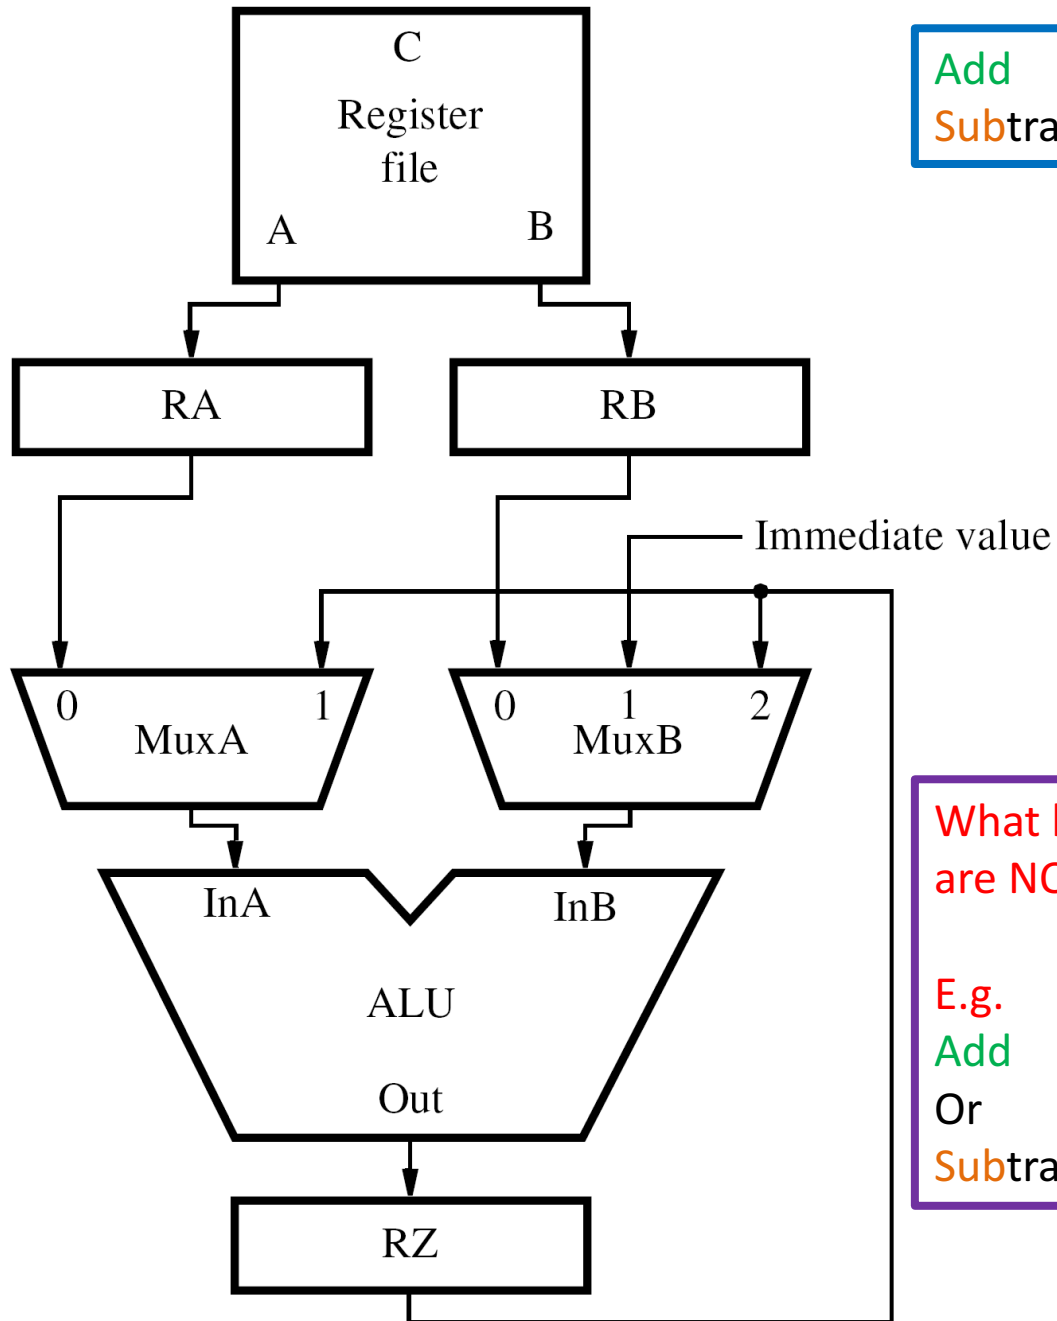 C
Register
file
A B
Add
Subtra
RA
RB
Immediate value
0 1
MuxA
0 1 2
MuxB
InA InB
ALU
Out
RZ
What
are NO
E.g.
Add
Or
Subtra